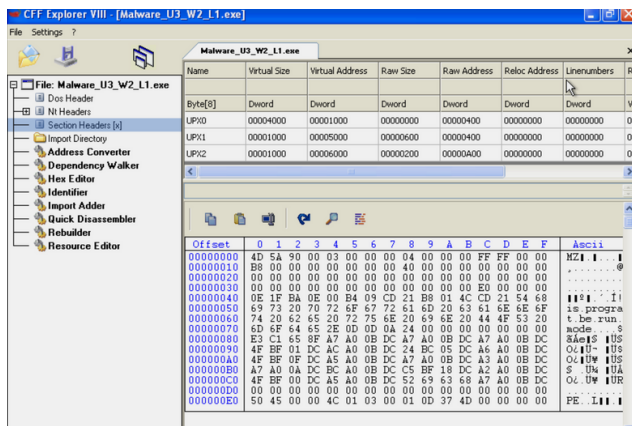 CFF Explorer VIII - [Malware_U3_W2_L1.exe]
File Settings ?
Malware_U3_W2_L1.exe
File: Malware_U3_W2_L1.exe
Dos Header
Nt Headers
Section Headers [x]
Import Directory
Address Converter
Dependency Walker
Hex Editor
Identifier
Import Adder
Quick Disassembler
Rebuilder
Resource Editor
Name Virtual Size Virtual Address Raw Size Raw Address Reloc Address Linenumbers
Byte[8] Dword Dword Dword Dword Dword Dword
UPX0 00004000 00001000 00000000 00000400 00000000 00000000
UPX1 00001000 00005000 00000600 00000400 00000000 00000000
UPX2 00001000 00006000 00000200 00000A00 00000000 00000000
Offset 0 1 2 3 4 5 6 7 8 9 A B C D E F Ascii
00000000 4D 5A 90 00 03 00 00 00 04 00 00 00 FF FF 00 00
00000010 B8 00 00 00 00 00 00 00 40 00 00 00 00 00 00 00
00000020 00 00 00 00 00 00 00 00 00 00 00 00 00 00 00 00
00000030 00 00 00 00 00 00 00 00 00 00 00 00 E0 00 00 00
00000040 0E 1F BA 0E 00 B4 09 CD 21 B8 01 4C CD 21 54 68
00000050 69 73 20 70 72 6F 67 72 61 6D 20 63 61 6E 6E 6F is.progra
00000060 74 20 62 65 20 72 75 6E 20 69 6E 20 44 4F 53 20 t.be.run.
00000070 6D 6F 64 65 2E 0D 0D 0A 24 00 00 00 00 00 00 00 mode....$
00000080 E3 C1 65 8F A7 A0 0B DC A7 A0 0B DC A7 A0 0B DC
00000090 4F BF 01 DC AC A0 0B DC 24 BC 05 DC A6 A0 0B DC
000000A0 4F BF 0F DC A5 A0 0B DC A7 A0 0B DC A3 A0 0B DC
000000B0 A7 A0 0A DC BC A0 0B DC C5 BF 18 DC A2 A0 0B DC
000000C0 4F BF 00 DC A5 A0 0B DC 52 69 63 68 A7 A0 0B DC
000000D0 00 00 00 00 00 00 00 00 00 00 00 00 00 00 00 00
000000E0 50 45 00 00 4C 01 03 00 01 0D 37 4D 00 00 00 00